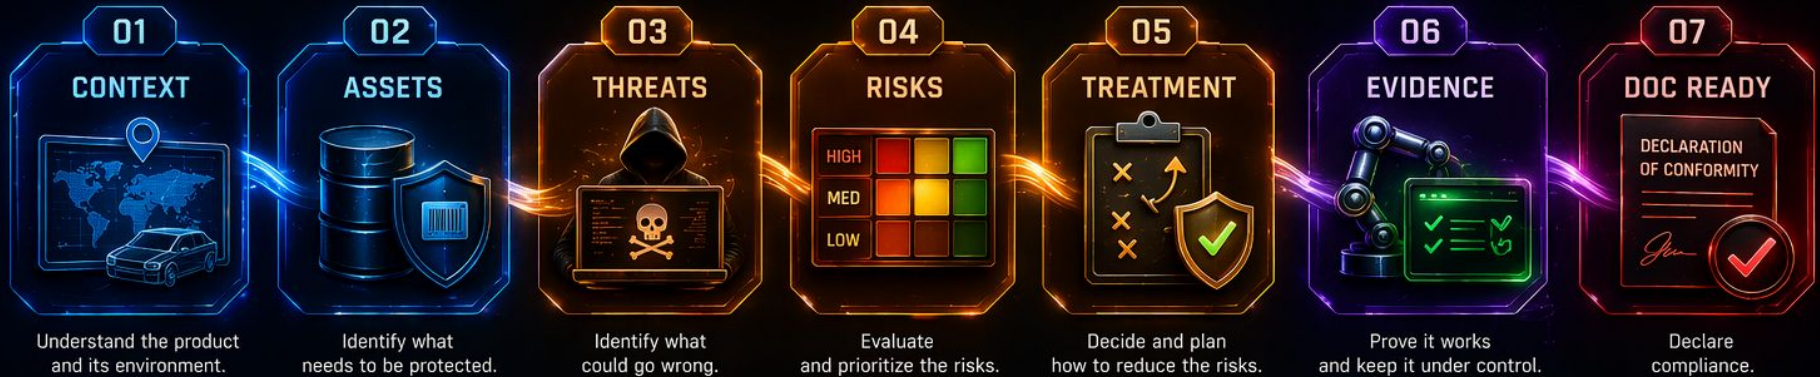 01
CONTEXT
Understand the product
and its environment.
02
ASSETS
Identify what
needs to be protected.
03
THREATS
Identify what
could go wrong.
04
RISKS
HIGH
MED
LOW
Evaluate
and prioritize the risks.
05
TREATMENT
Decide and plan
how to reduce the risks.
06
EVIDENCE
Prove it works
and keep it under control.
07
DOC READY
DECLARATION
OF CONFORMITY
Declare
compliance.